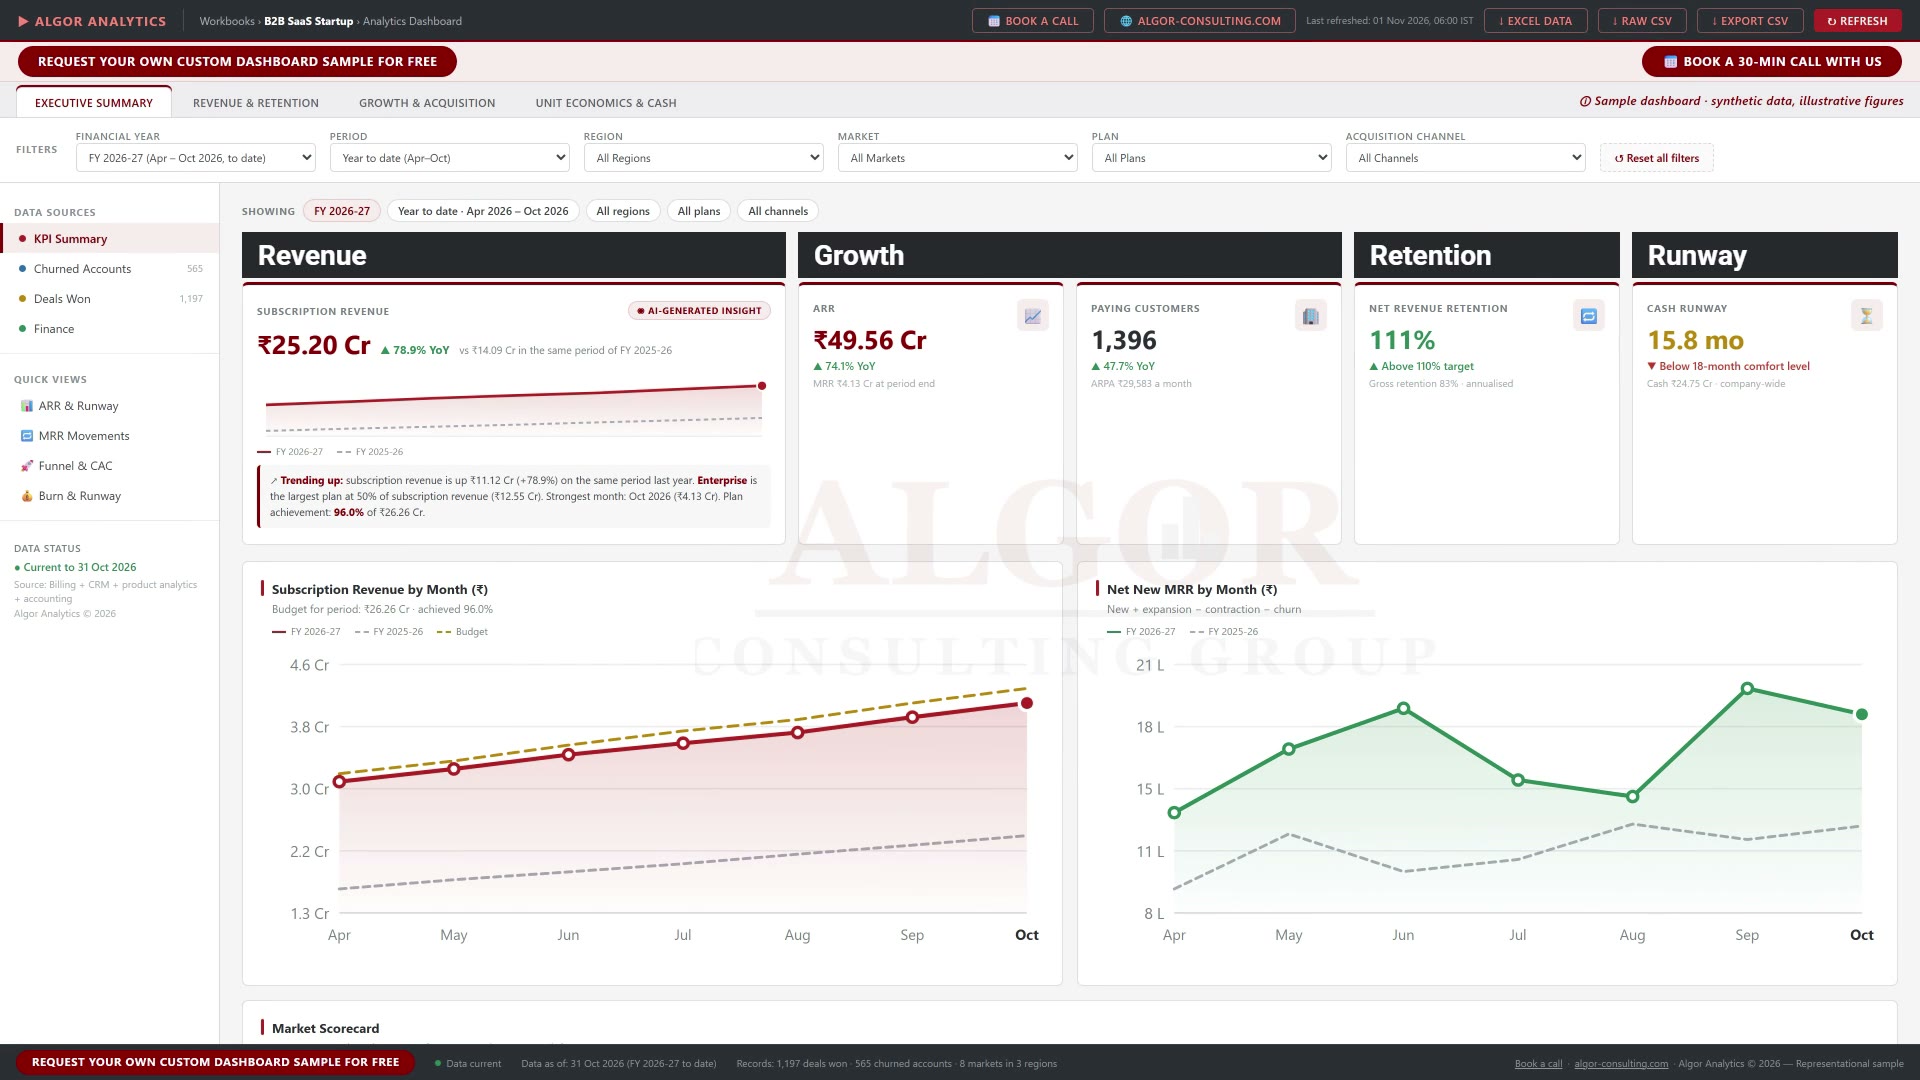 ▶ ALGOR ANALYTICS
Workbooks › B2B SaaS Startup › Analytics Dashboard
BOOK A CALL
ALGOR-CONSULTING.COM
Last refreshed: 01 Nov 2026, 06:00 IST
↓ EXCEL DATA
↓ RAW CSV
↓ EXPORT CSV
↻ REFRESH
REQUEST YOUR OWN CUSTOM DASHBOARD SAMPLE FOR FREE
BOOK A 30-MIN CALL WITH US
EXECUTIVE SUMMARY
REVENUE & RETENTION
GROWTH & ACQUISITION
UNIT ECONOMICS & CASH
Sample dashboard · synthetic data, illustrative figures
FILTERS
FINANCIAL YEAR
FY 2026-27 (Apr – Oct 2026, to date)
PERIOD
Year to date (Apr–Oct)
REGION
All Regions
MARKET
All Markets
PLAN
All Plans
ACQUISITION CHANNEL
All Channels
↺ Reset all filters
DATA SOURCES
KPI Summary
Churned Accounts 565
Deals Won 1,197
Finance
QUICK VIEWS
ARR & Runway
MRR Movements
Funnel & CAC
Burn & Runway
DATA STATUS
● Current to 31 Oct 2026
Source: Billing + CRM + product analytics
+ accounting
Algor Analytics © 2026
SHOWING
FY 2026-27
Year to date · Apr 2026 – Oct 2026
All regions
All plans
All channels
Revenue
Growth
Retention
Runway
SUBSCRIPTION REVENUE
AI-GENERATED INSIGHT
₹25.20 Cr ▲ 78.9% YoY vs ₹14.09 Cr in the same period of FY 2025-26
FY 2026-27 FY 2025-26
↗ Trending up: subscription revenue is up ₹11.12 Cr (+78.9%) on the same period last year. Enterprise is
the largest plan at 50% of subscription revenue (₹12.55 Cr). Strongest month: Oct 2026 (₹4.13 Cr). Plan
achievement: 96.0% of ₹26.26 Cr.
ARR
₹49.56 Cr
▲ 74.1% YoY
MRR ₹4.13 Cr at period end
PAYING CUSTOMERS
1,396
▲ 47.7% YoY
ARPA ₹29,583 a month
NET REVENUE RETENTION
111%
▲ Above 110% target
Gross retention 83% · annualised
CASH RUNWAY
15.8 mo
▼ Below 18-month comfort level
Cash ₹24.75 Cr · company-wide
ALGOR
CONSULTING GROUP
Subscription Revenue by Month (₹)
Budget for period: ₹26.26 Cr · achieved 96.0%
FY 2026-27 FY 2025-26 Budget
4.6 Cr
3.8 Cr
3.0 Cr
2.2 Cr
1.3 Cr
Apr May Jun Jul Aug Sep Oct
Net New MRR by Month (₹)
New + expansion − contraction − churn
FY 2026-27 FY 2025-26
21 L
18 L
15 L
11 L
8 L
Apr May Jun Jul Aug Sep Oct
Market Scorecard
REQUEST YOUR OWN CUSTOM DASHBOARD SAMPLE FOR FREE
● Data current
Data as of: 31 Oct 2026 (FY 2026-27 to date)
Records: 1,197 deals won · 565 churned accounts · 8 markets in 3 regions
Book a call · algor-consulting.com · Algor Analytics © 2026 — Representational sample